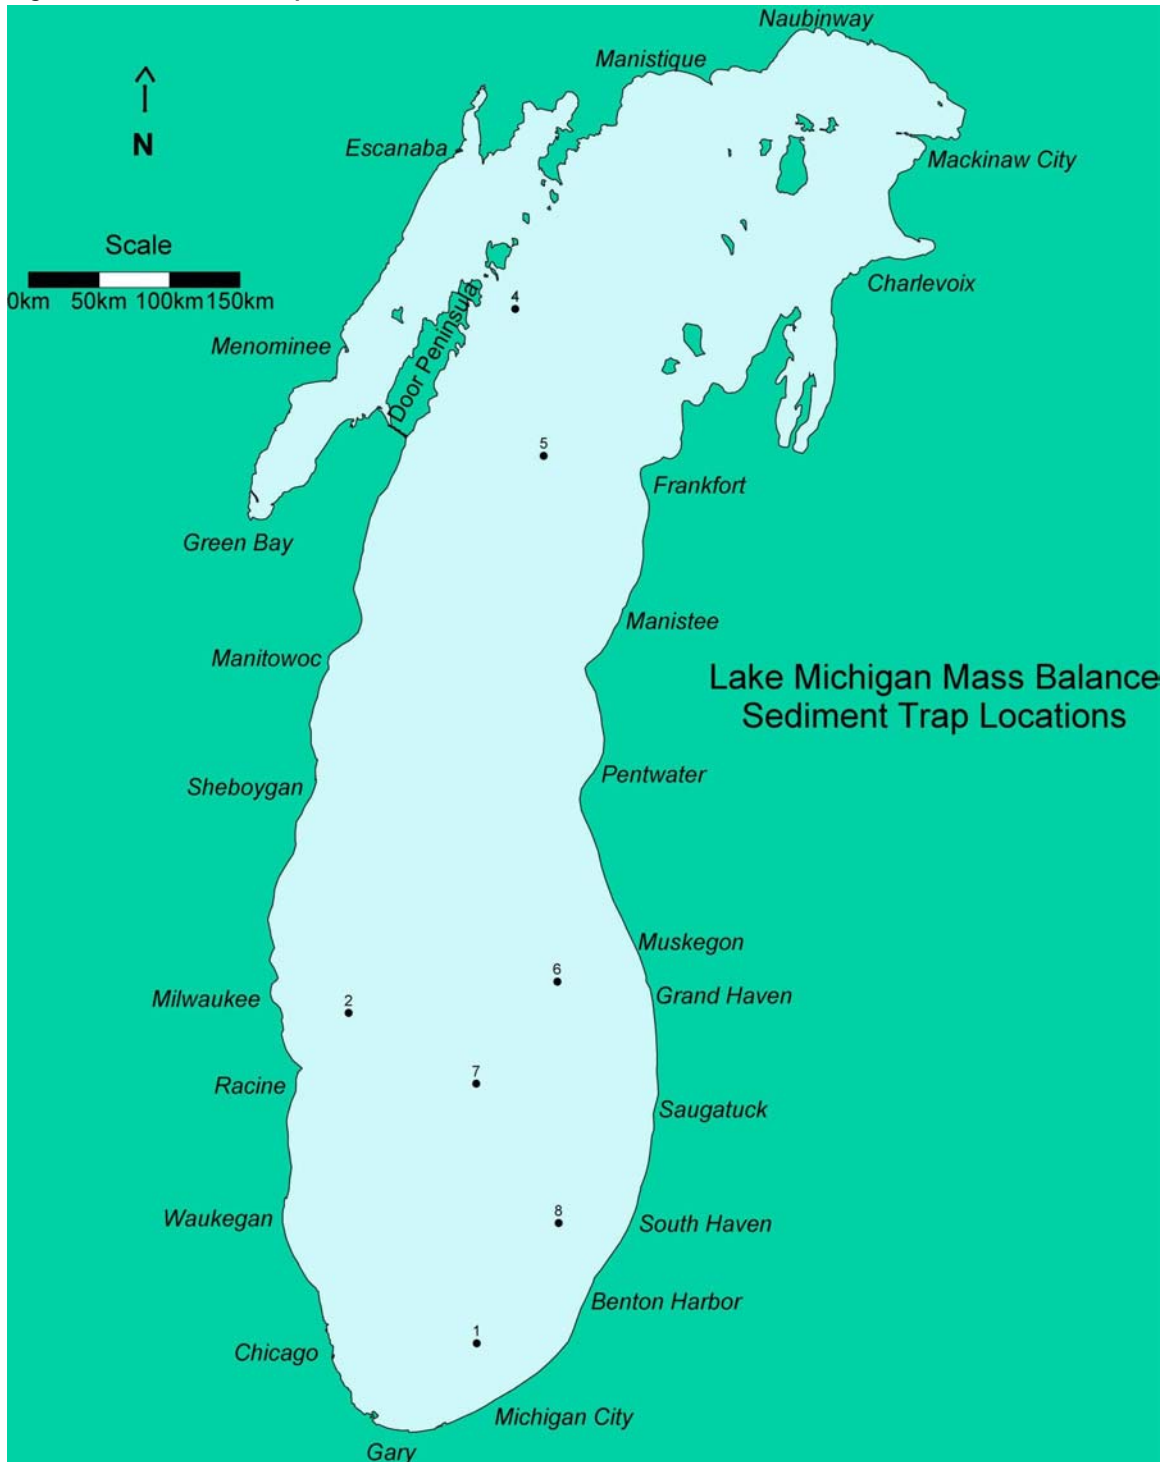 Naubinway
Manistique
N
Escanaba
Mackinaw City
Scale
0km 50km 100km 150km
Charlevoix
4
Door Peninsula
Menominee
5
Frankfort
Green Bay
Manistee
Manitowoc
Lake Michigan Mass Balance
Sediment Trap Locations
Pentwater
Sheboygan
Muskegon
6
Grand Haven
Milwaukee
2
7
Racine
Saugatuck
8
Waukegan
South Haven
Benton Harbor
1
Chicago
Michigan City
Gary